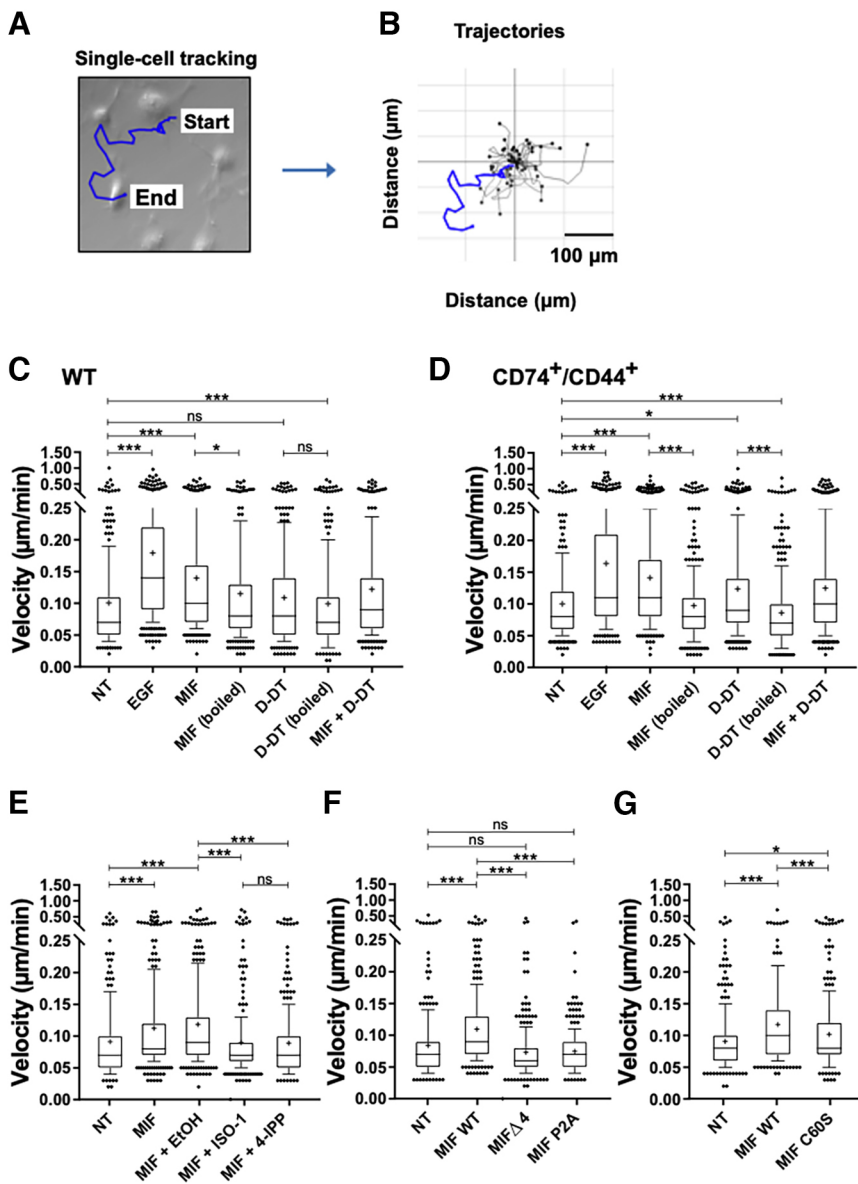 A
Single-cell tracking
Start
End
B
Trajectories
Distance (µm)
100 µm
Distance (µm)
C
WT
***
ns
***
***
*
ns
1.50
1.00
0.50
0.25
0.20
0.15
0.10
0.05
0.00
Velocity (µm/min)
NT
EGF
MIF
MIF (boiled)
D-DT
D-DT (boiled)
MIF + D-DT
D
CD74+/CD44+
***
*
***
***
***
***
1.50
1.00
0.50
0.25
0.20
0.15
0.10
0.05
0.00
Velocity (µm/min)
NT
EGF
MIF
MIF (boiled)
D-DT
D-DT (boiled)
MIF + D-DT
E
***
***
***
***
ns
1.50
1.00
0.50
0.25
0.20
0.15
0.10
0.05
0.00
Velocity (µm/min)
NT
MIF
MIF + EtOH
MIF + ISO-1
MIF + 4-IPP
F
ns
ns
***
***
***
1.50
1.00
0.50
0.25
0.20
0.15
0.10
0.05
0.00
Velocity (µm/min)
NT
MIF WT
MIFΔ4
MIF P2A
G
*
***
***
1.50
1.00
0.50
0.25
0.20
0.15
0.10
0.05
0.00
Velocity (µm/min)
NT
MIF WT
MIF C60S